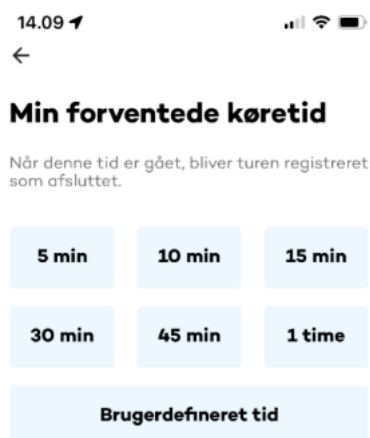 14.09
Min forventede køretid
Når denne tid er gået, bliver turen registreret
som afsluttet.
5 min
10 min
15 min
30 min
45 min
1 time
Brugerdefineret tid